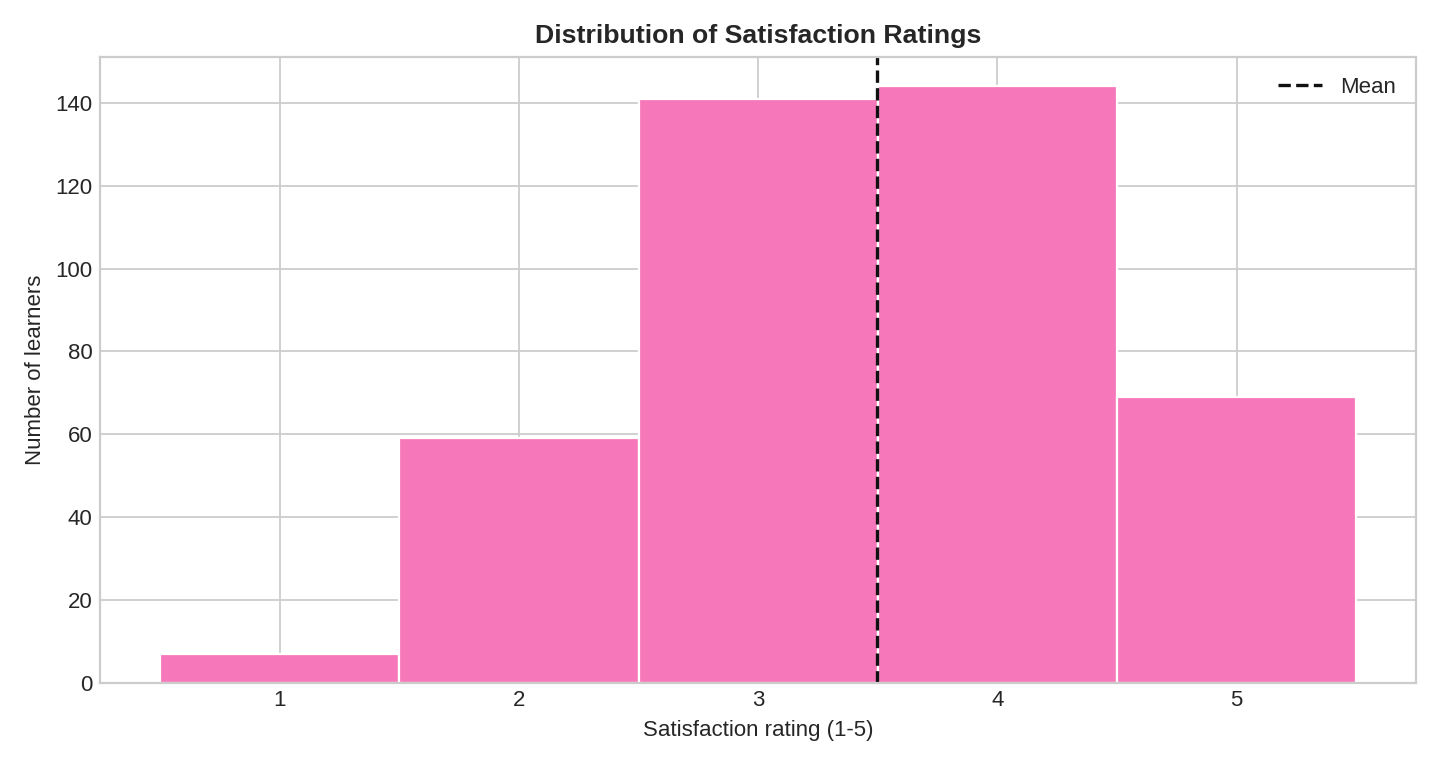 Distribution of Satisfaction Ratings
Mean
Number of learners
140
120
100
80
60
40
20
0
1 2 3 4 5
Satisfaction rating (1-5)